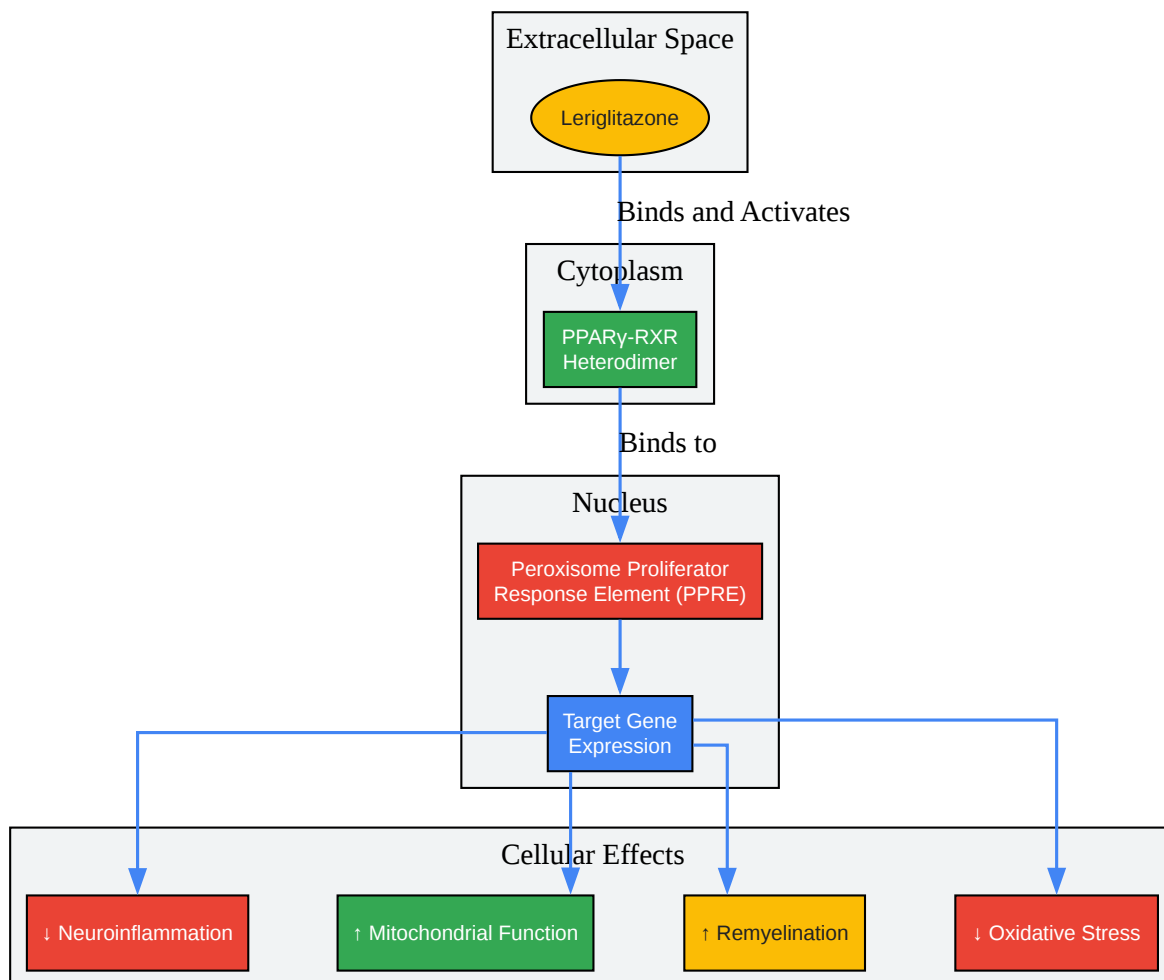 Extracellular Space
Leriglitazone
Binds and Activates
Cytoplasm
PPARγ-RXR
Heterodimer
Binds to
Nucleus
Peroxisome Proliferator
Response Element (PPRE)
Target Gene
Expression
Cellular Effects
↓ Neuroinflammation
↑ Mitochondrial Function
↑ Remyelination
↓ Oxidative Stress